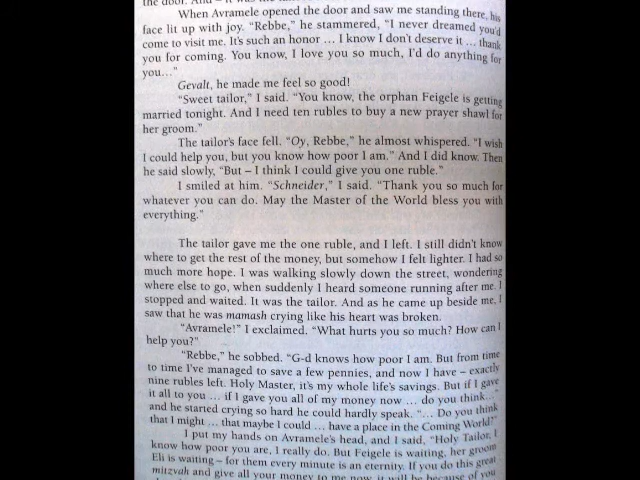 the door. And – it was the
When Avramele opened the door and saw me standing there, his
face lit up with joy. “Rebbe,” he stammered, “I never dreamed you’d
come to visit me. It’s such an honor … I know I don’t deserve it … thank
you for coming. You know, I love you so much, I’d do anything for
you…”
Gevalt, he made me feel so good!
“Sweet tailor,” I said. “You know, the orphan Feigele is getting
married tonight. And I need ten rubles to buy a new prayer shawl for
her groom.”
The tailor’s face fell. “Oy, Rebbe,” he almost whispered. “I wish
I could help you, but you know how poor I am.” And I did know. Then
he said slowly, “But – I think I could give you one ruble.”
I smiled at him. “Schneider,” I said. “Thank you so much for
whatever you can do. May the Master of the World bless you with
everything.”
The tailor gave me the one ruble, and I left. I still didn’t know
where to get the rest of the money, but somehow I felt lighter. I had so
much more hope. I was walking slowly down the street, wondering
where else to go, when suddenly I heard someone running after me. I
stopped and waited. It was the tailor. And as he came up beside me, I
saw that he was mamash crying like his heart was broken.
“Avramele!” I exclaimed. “What hurts you so much? How can I
help you?”
“Rebbe,” he sobbed. “G-d knows how poor I am. But from time
to time I’ve managed to save a few pennies, and now I have – exactly
nine rubles left. Holy Master, it’s my whole life’s savings. But if I gave
it all to you … if I gave you all of my money now … do you think…”
and he started crying so hard he could hardly speak. “… Do you think
that I might … that maybe I could … have a place in the Coming World?”
I put my hands on Avramele’s head, and I said, “Holy Tailor, I
know how poor you are, I really do. But Feigele is waiting, her groom
Eli is waiting – for them every minute is an eternity. If you do this great
mitzvah and give all your money to me now, it will be because of you